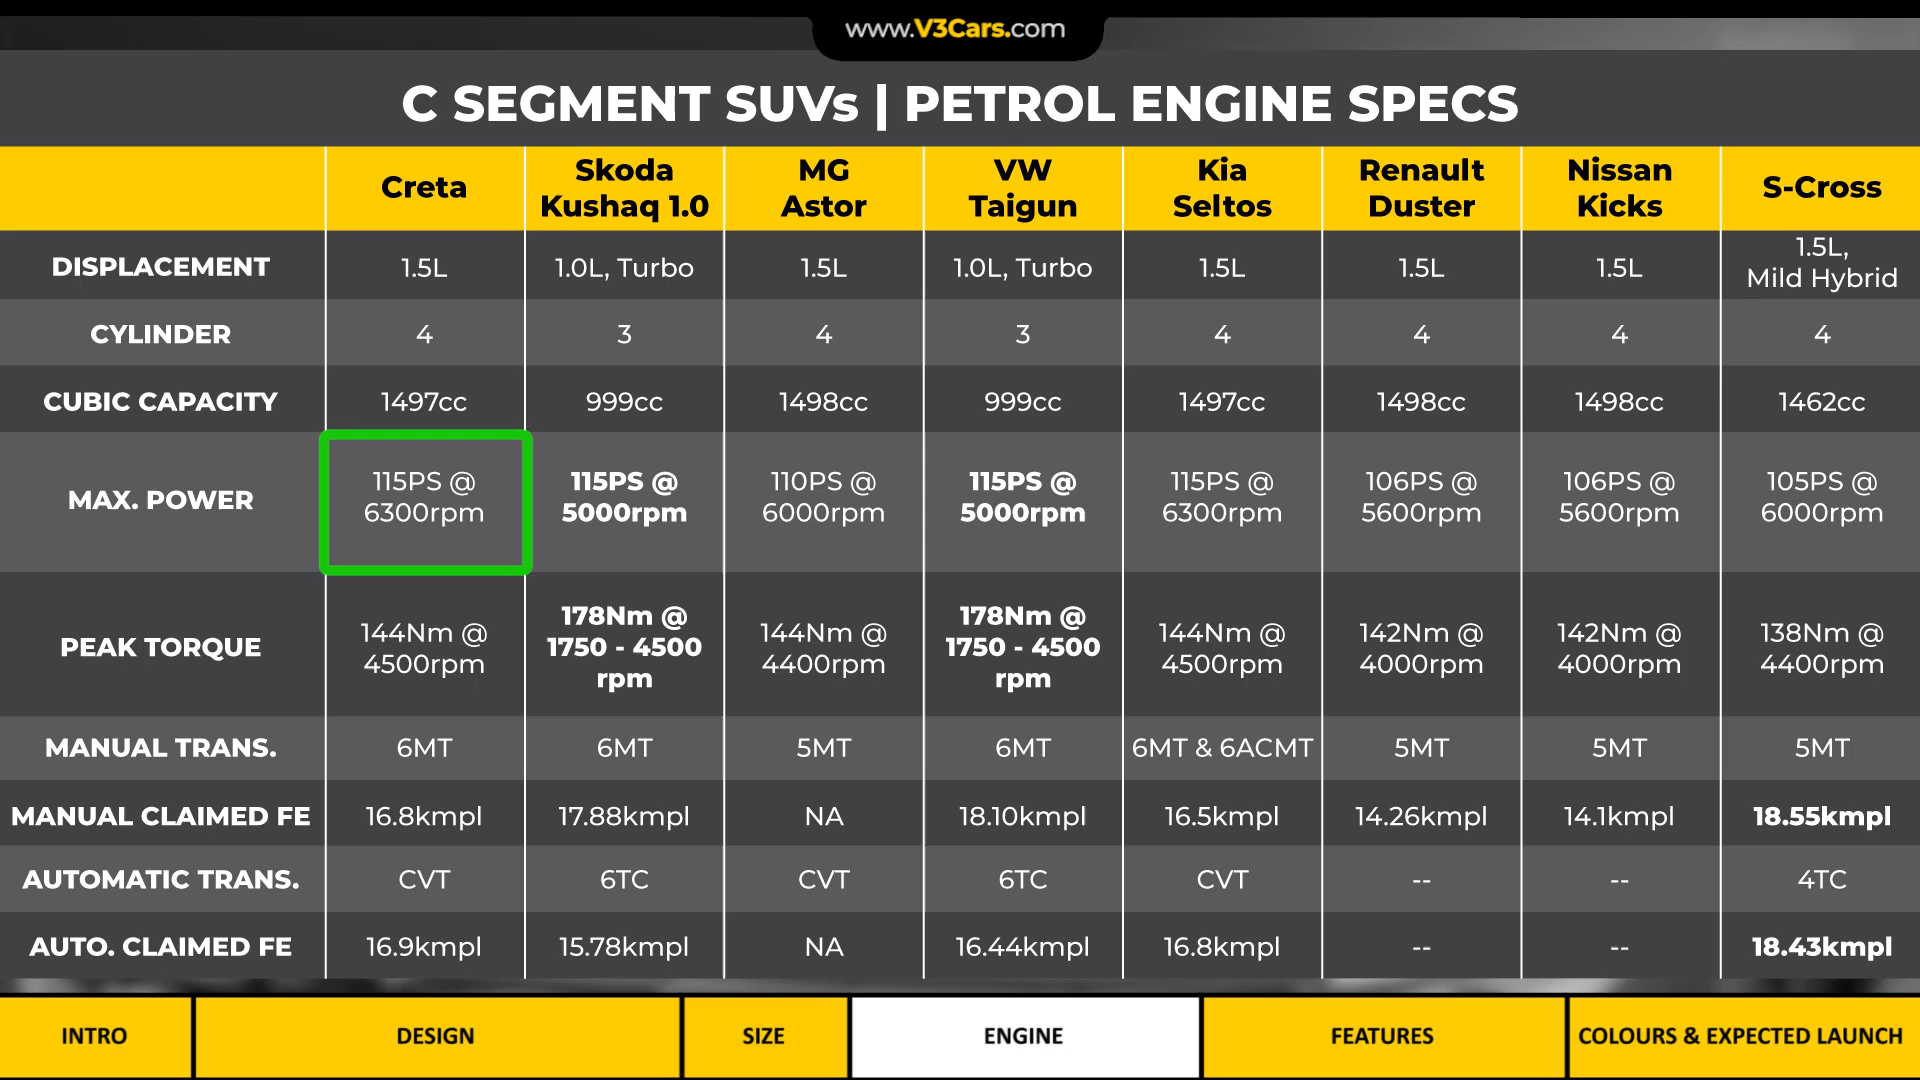 www.V3Cars.com
C SEGMENT SUVs | PETROL ENGINE SPECS
Creta
Skoda
Kushaq 1.0
MG
Astor
VW
Taigun
Kia
Seltos
Renault
Duster
Nissan
Kicks
S-Cross
DISPLACEMENT
1.5L
1.0L, Turbo
1.5L
1.0L, Turbo
1.5L
1.5L
1.5L
1.5L,
Mild Hybrid
CYLINDER
4
3
4
3
4
4
4
4
CUBIC CAPACITY
1497cc
999cc
1498cc
999cc
1497cc
1498cc
1498cc
1462cc
MAX. POWER
115PS @
6300rpm
115PS @
5000rpm
110PS @
6000rpm
115PS @
5000rpm
115PS @
6300rpm
106PS @
5600rpm
106PS @
5600rpm
105PS @
6000rpm
PEAK TORQUE
144Nm @
4500rpm
178Nm @
1750 - 4500
rpm
144Nm @
4400rpm
178Nm @
1750 - 4500
rpm
144Nm @
4500rpm
142Nm @
4000rpm
142Nm @
4000rpm
138Nm @
4400rpm
MANUAL TRANS.
6MT
6MT
5MT
6MT
6MT & 6ACMT
5MT
5MT
5MT
MANUAL CLAIMED FE
16.8kmpl
17.88kmpl
NA
18.10kmpl
16.5kmpl
14.26kmpl
14.1kmpl
18.55kmpl
AUTOMATIC TRANS.
CVT
6TC
CVT
6TC
CVT
--
--
4TC
AUTO. CLAIMED FE
16.9kmpl
15.78kmpl
NA
16.44kmpl
16.8kmpl
--
--
18.43kmpl
INTRO
DESIGN
SIZE
ENGINE
FEATURES
COLOURS & EXPECTED LAUNCH